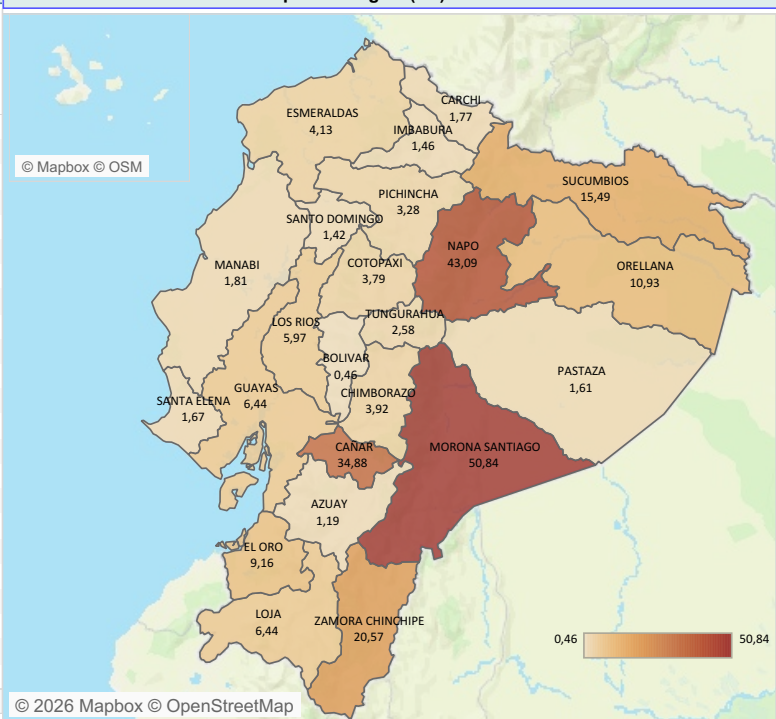 CARCHI
1,77
ESMERALDAS
4,13
IMBABURA
1,46
© Mapbox © OSM
SUCUMBIOS
15,49
PICHINCHA
3,28
SANTO DOMINGO
1,42
NAPO
43,09
MANABI
1,81
COTOPAXI
3,79
ORELLANA
10,93
TUNGURAHUA
2,58
LOS RIOS
5,97
BOLIVAR
0,46
PASTAZA
1,61
GUAYAS
6,44
CHIMBORAZO
3,92
SANTA ELENA
1,67
CAÑAR
34,88
MORONA SANTIAGO
50,84
AZUAY
1,19
EL ORO
9,16
LOJA
6,44
ZAMORA CHINCHIPE
20,57
0,46
50,84
© 2026 Mapbox © OpenStreetMap